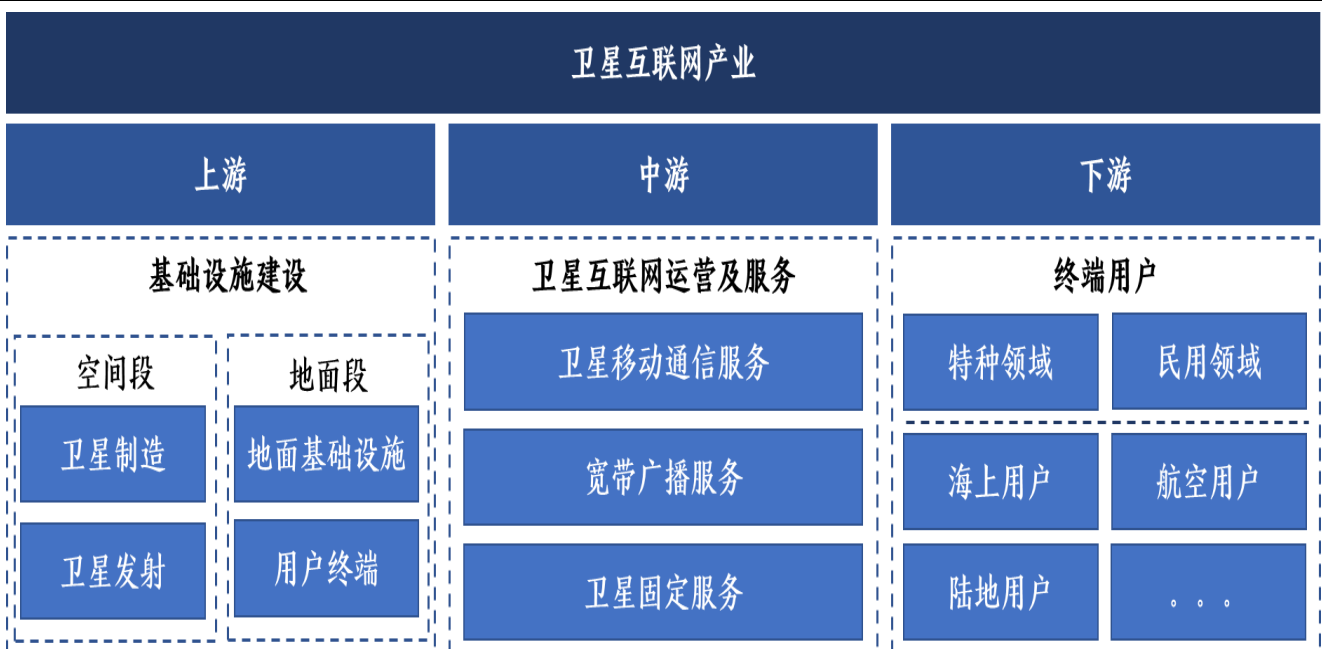 卫星互联网产业
上游
中游
下游
基础设施建设
空间段
卫星制造
卫星发射
地面段
地面基础设施
用户终端
卫星互联网运营及服务
卫星移动通信服务
宽带广播服务
卫星固定服务
终端用户
特种领域
民用领域
海上用户
航空用户
陆地用户
。。。